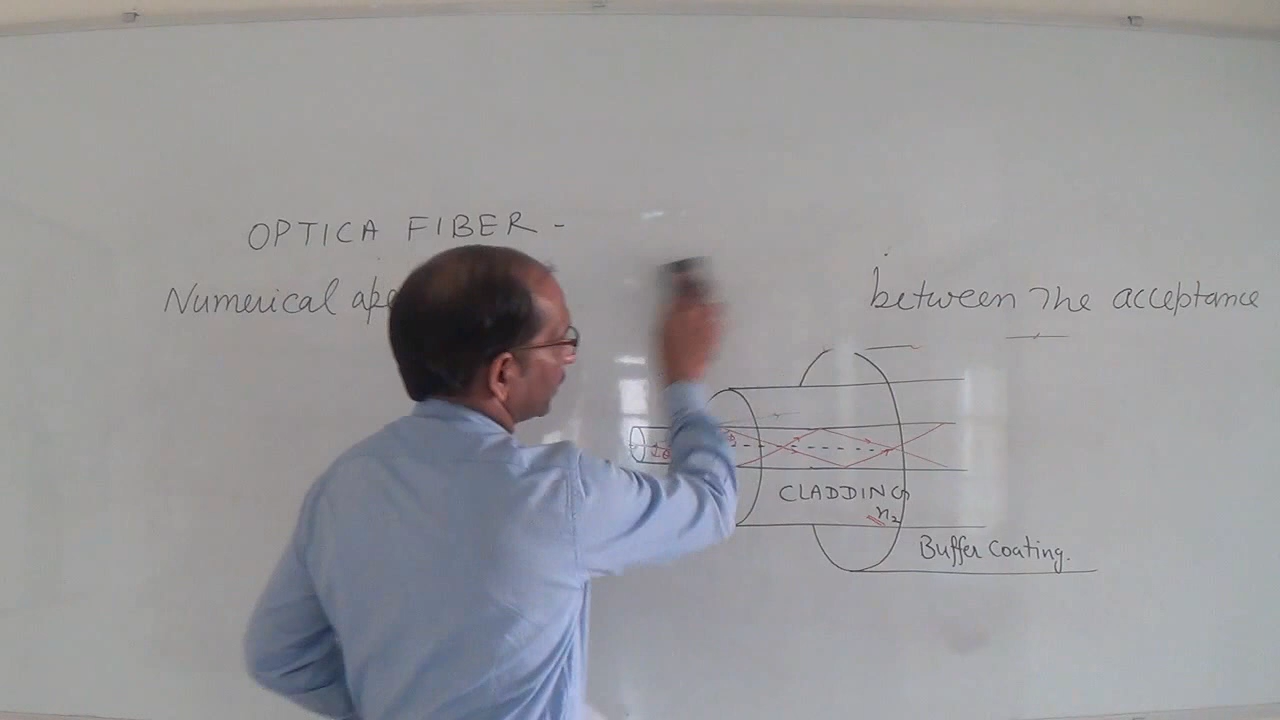 OPTICA FIBER -
Numerical
between The acceptance
θ
CLADDING
n₂
Buffer Coating.